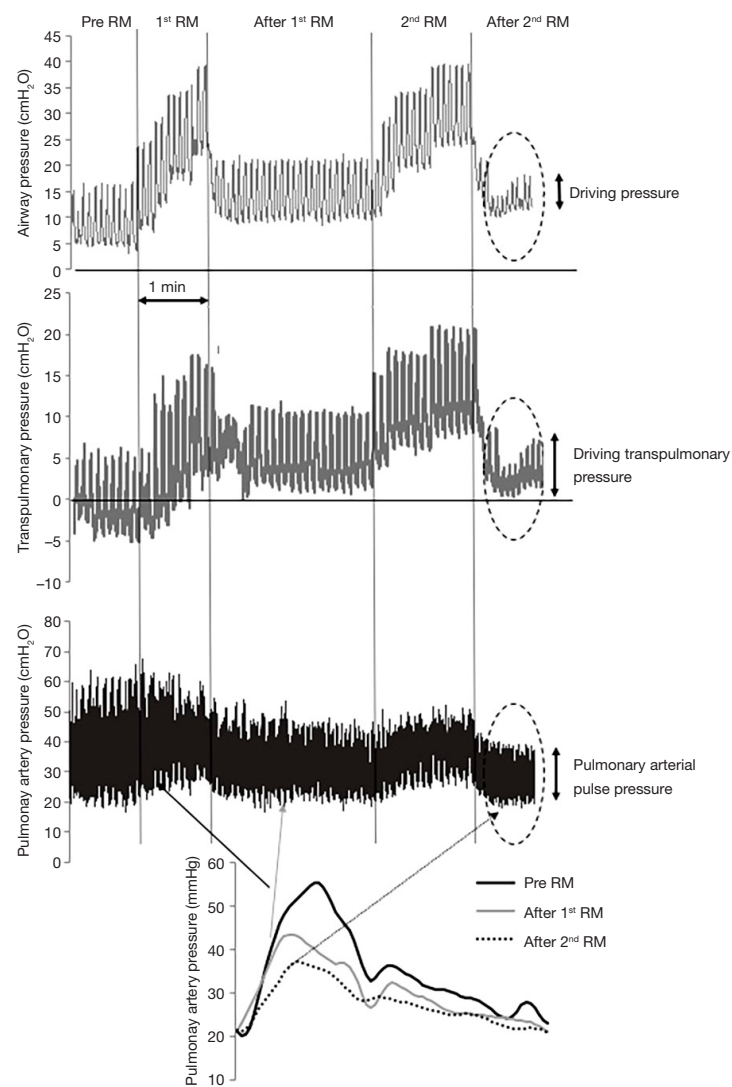 Pre RM
1st RM
After 1st RM
2nd RM
After 2nd RM
Airway pressure (cmH2O)
45
40
35
30
25
20
15
10
5
0
Driving pressure
1 min
Transpulmonary pressure (cmH2O)
25
20
15
10
5
0
–5
–10
Driving transpulmonary
pressure
Pulmonay artery pressure (cmH2O)
80
70
60
50
40
30
20
10
0
Pulmonary arterial
pulse pressure
Pulmonay artery pressure (mmHg)
60
50
40
30
20
10
Pre RM
After 1st RM
After 2nd RM